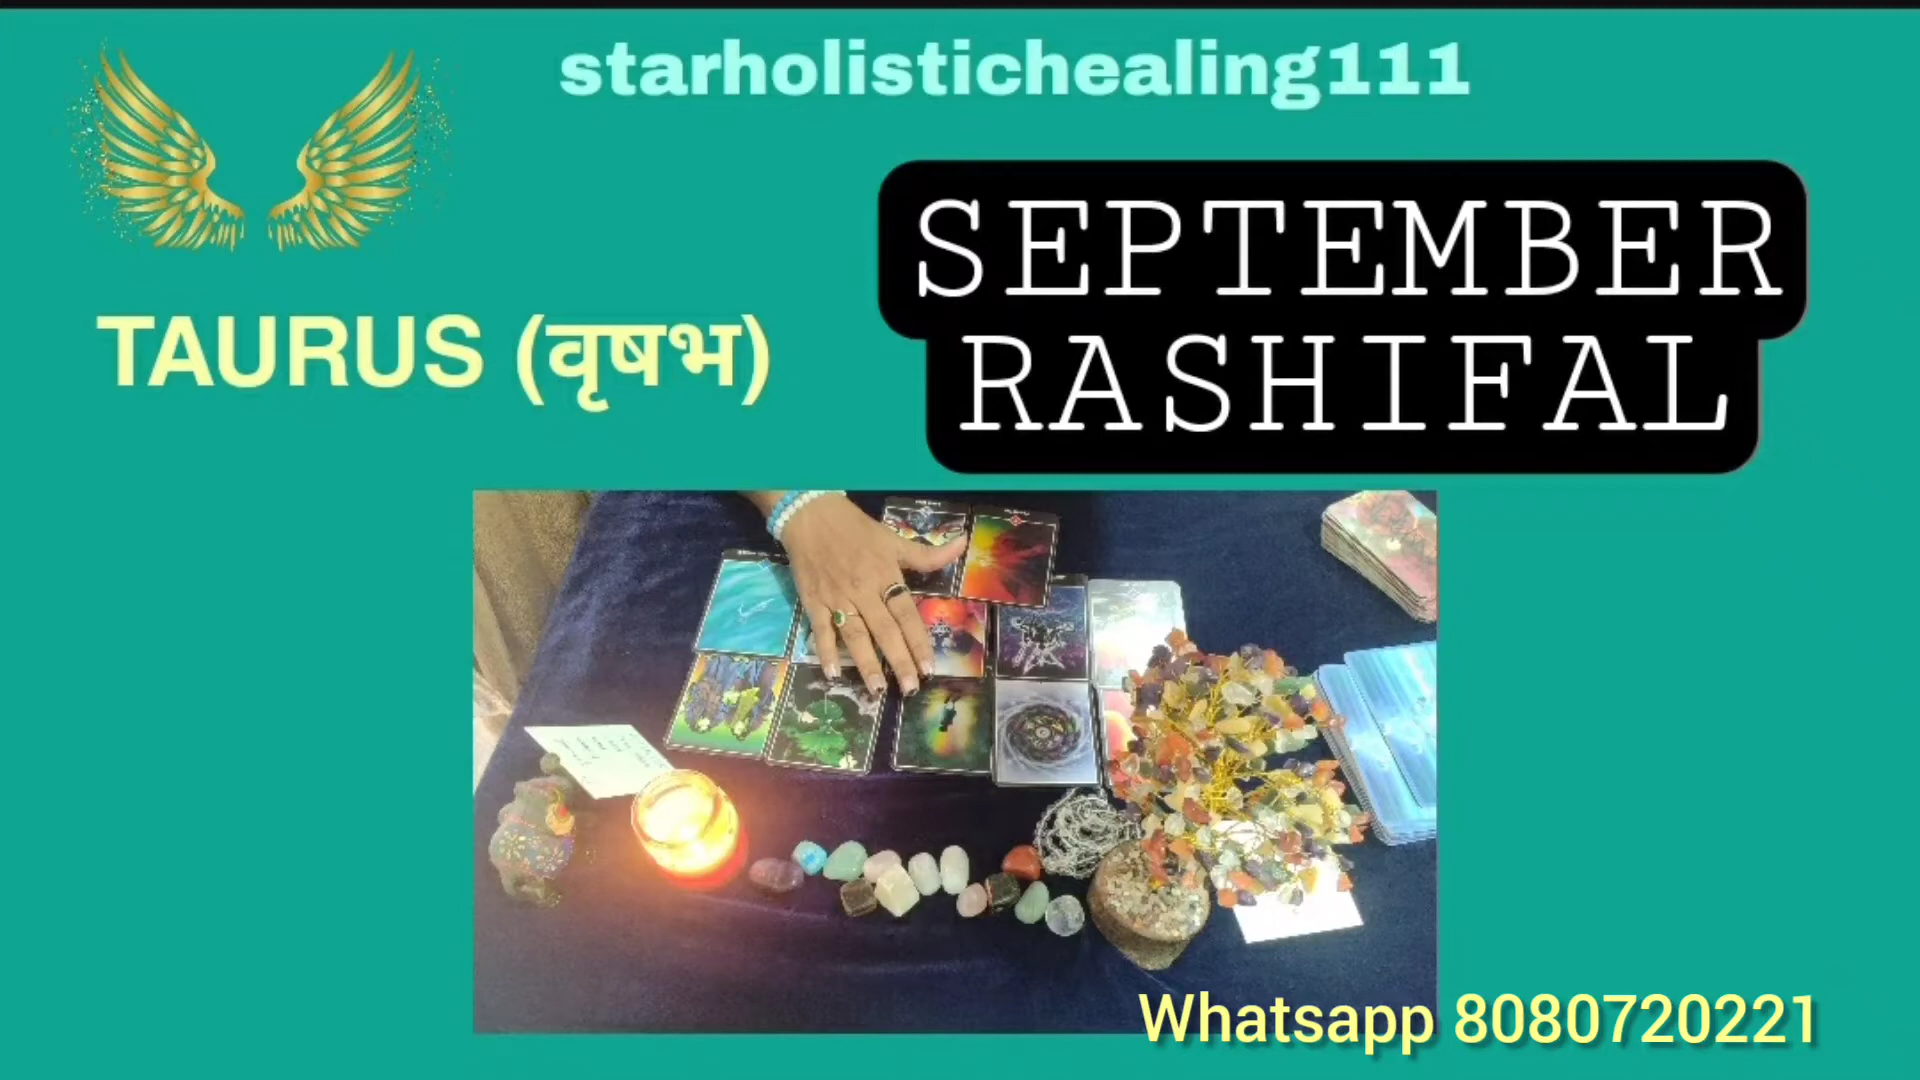 starholistichealing111
SEPTEMBER
RASHIFAL
TAURUS (वृषभ)
Whatsapp 8080720221